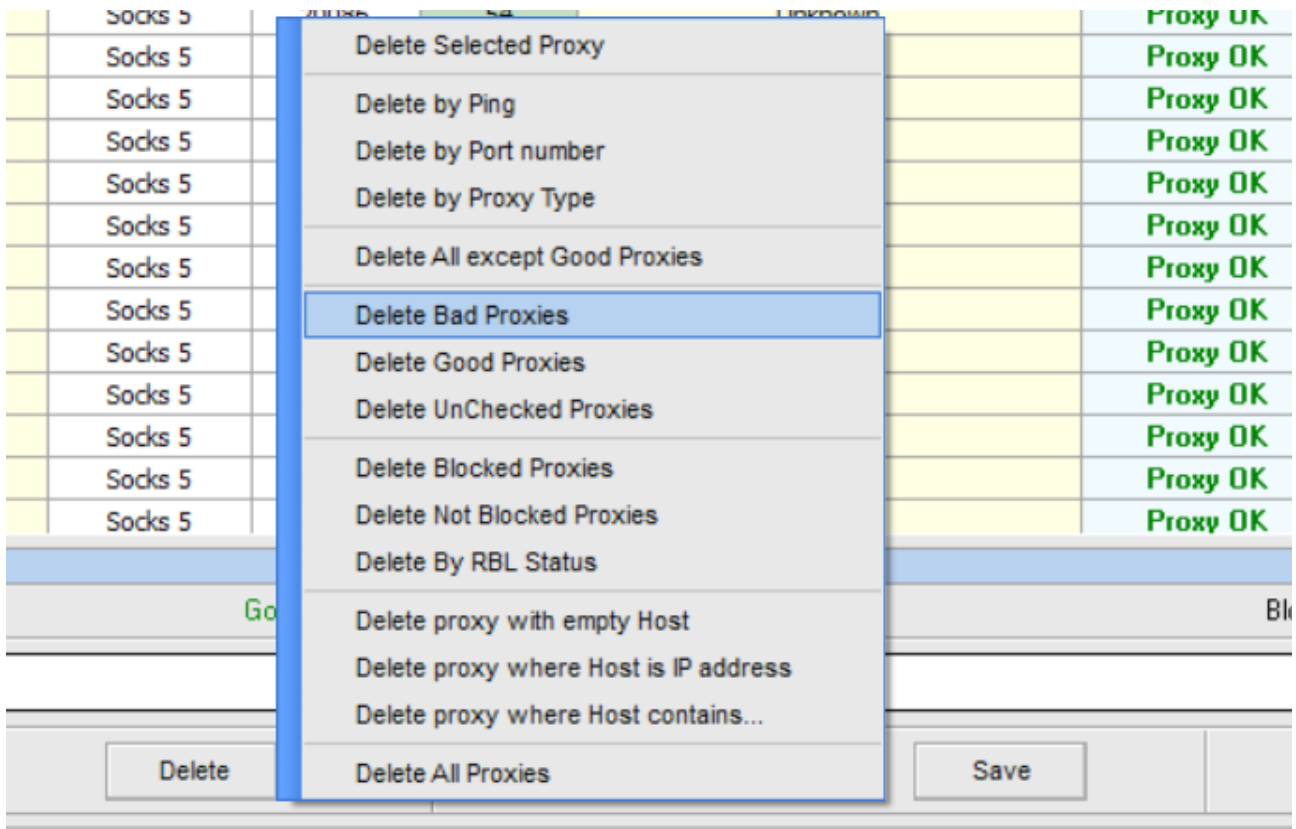 Socks 5 20086 54 Unknown Proxy OK
Socks 5 Delete Selected Proxy Proxy OK
Socks 5 Delete by Ping Proxy OK
Socks 5 Delete by Port number Proxy OK
Socks 5 Delete by Proxy Type Proxy OK
Socks 5 Proxy OK
Socks 5 Delete All except Good Proxies Proxy OK
Socks 5 Delete Bad Proxies Proxy OK
Socks 5 Delete Good Proxies Proxy OK
Socks 5 Delete UnChecked Proxies Proxy OK
Socks 5 Proxy OK
Socks 5 Delete Blocked Proxies Proxy OK
Socks 5 Delete Not Blocked Proxies Proxy OK
Delete By RBL Status
Go Delete proxy with empty Host Bl
Delete proxy where Host is IP address
Delete proxy where Host contains...
Delete Delete All Proxies Save